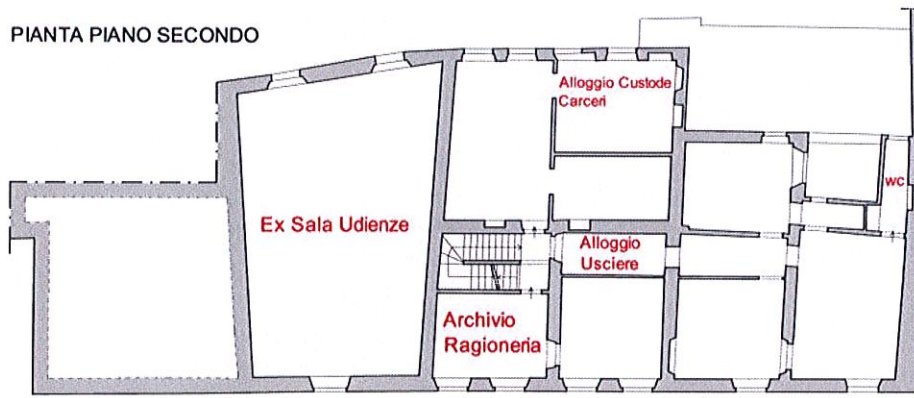 PIANTA PIANO SECONDO
Alloggio Custode
Carceri
WC
Ex Sala Udienze
Alloggio
Usciere
Archivio
Ragioneria